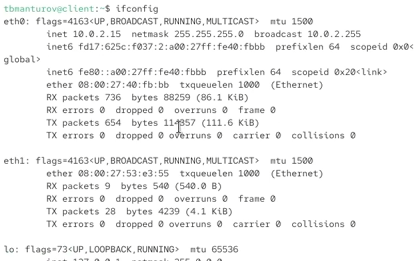 tbmanturov@client:~$ ifconfig
eth0: flags=4163<UP,BROADCAST,RUNNING,MULTICAST>  mtu 1500
        inet 10.0.2.15  netmask 255.255.255.0  broadcast 10.0.2.255
        inet6 fd17:625c:f037:2:a00:27ff:fe40:fbbb  prefixlen 64  scopeid 0x0<
global>
        inet6 fe80::a00:27ff:fe40:fbbb  prefixlen 64  scopeid 0x20<link>
        ether 08:00:27:40:fb:bb  txqueuelen 1000  (Ethernet)
        RX packets 736  bytes 88259 (86.1 KiB)
        RX errors 0  dropped 0  overruns 0  frame 0
        TX packets 654  bytes 114357 (111.6 KiB)
        TX errors 0  dropped 0 overruns 0  carrier 0  collisions 0
eth1: flags=4163<UP,BROADCAST,RUNNING,MULTICAST>  mtu 1500
        ether 08:00:27:53:e3:55  txqueuelen 1000  (Ethernet)
        RX packets 9  bytes 540 (540.0 B)
        RX errors 0  dropped 0  overruns 0  frame 0
        TX packets 28  bytes 4239 (4.1 KiB)
        TX errors 0  dropped 0 overruns 0  carrier 0  collisions 0
lo: flags=73<UP,LOOPBACK,RUNNING>  mtu 65536